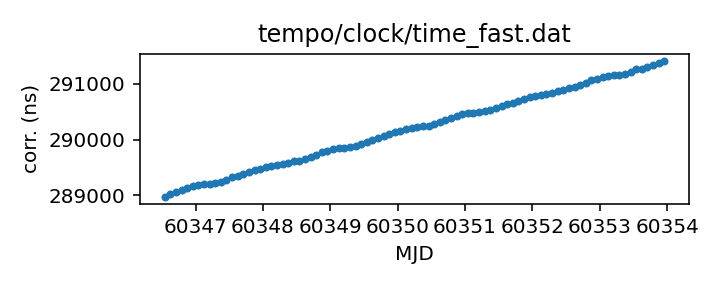 tempo/clock/time_fast.dat
corr. (ns)
291000
290000
289000
60347 60348 60349 60350 60351 60352 60353 60354
MJD